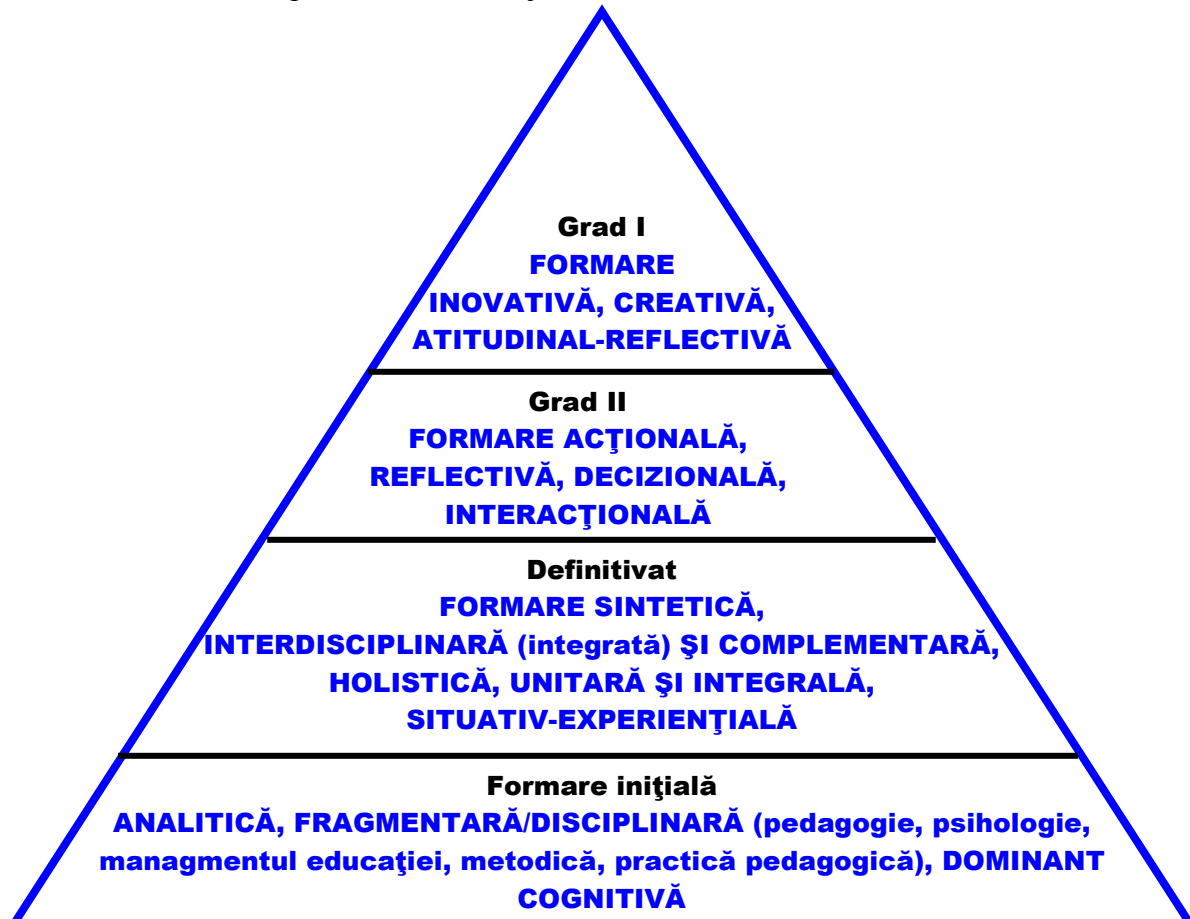 Grad I
FORMARE
INOVATIVĂ, CREATIVĂ,
ATITUDINAL-REFLECTIVĂ
Grad II
FORMARE ACŢIONALĂ,
REFLECTIVĂ, DECIZIONALĂ,
INTERACŢIONALĂ
Definitivat
FORMARE SINTETICĂ,
INTERDISCIPLINARĂ (integrată) ŞI COMPLEMENTARĂ,
HOLISTICĂ, UNITARĂ ŞI INTEGRALĂ,
SITUATIV-EXPERIENŢIALĂ
Formare iniţială
ANALITICĂ, FRAGMENTARĂ/DISCIPLINARĂ (pedagogie, psihologie,
managmentul educaţiei, metodică, practică pedagogică), DOMINANT
COGNITIVĂ